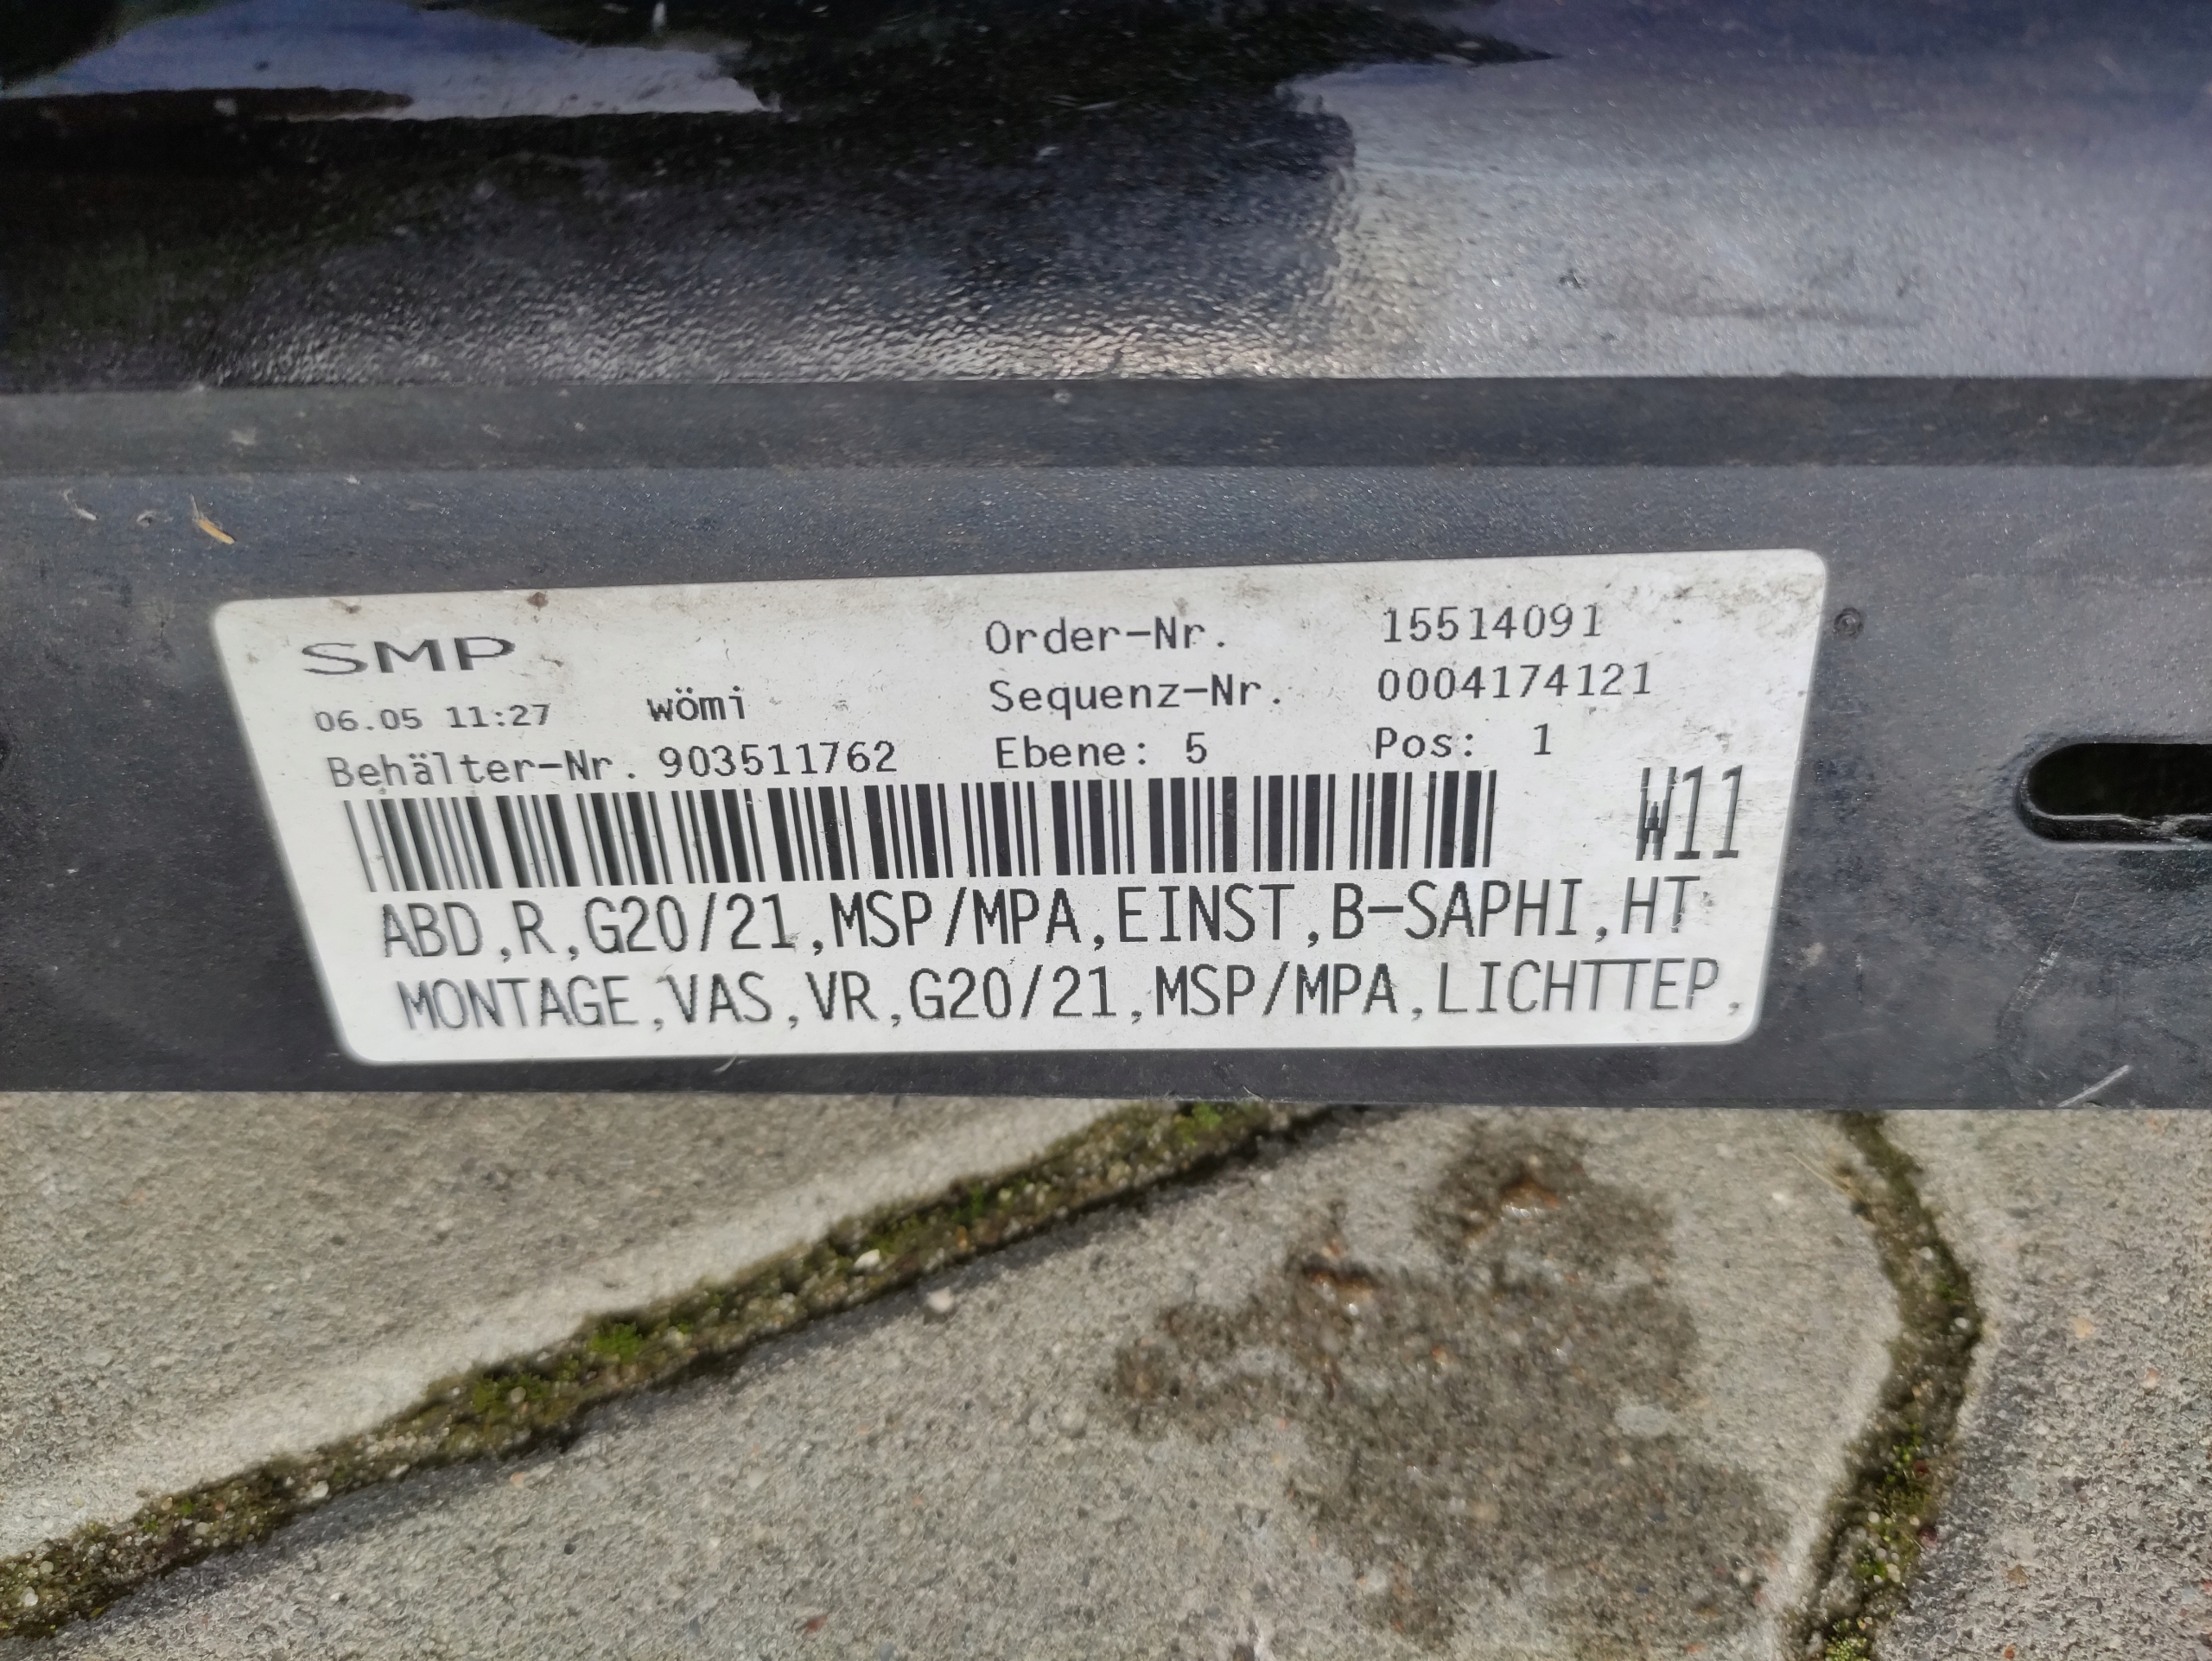 SMP
Order-Nr. 15514091
06.05 11:27 wömi Sequenz-Nr. 0004174121
Behälter-Nr. 903511762 Ebene: 5 Pos: 1
W11
ABD,R,G20/21,MSP/MPA,EINST,B-SAPHI,HT
MONTAGE,VAS,VR,G20/21,MSP/MPA,LICHTTEP,